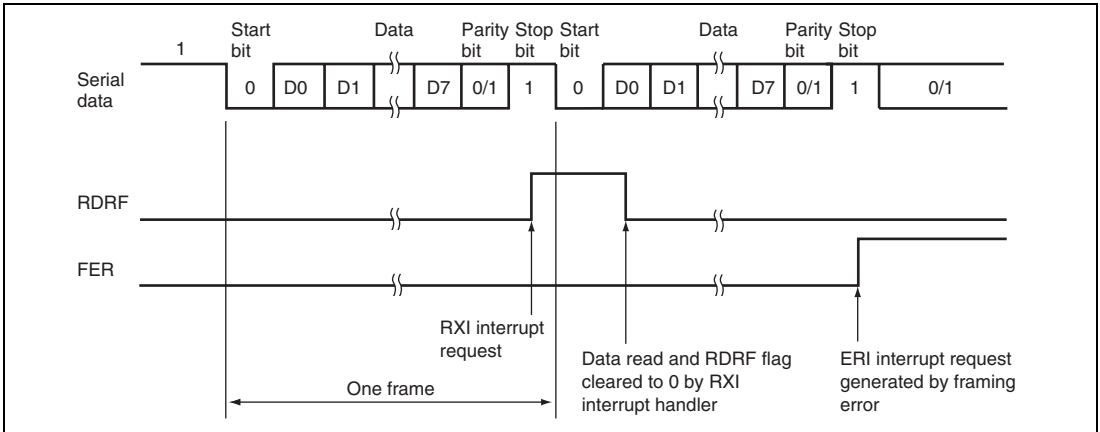 Start Data Parity Stop Start Data Parity Stop
1 bit bit bit bit bit bit
Serial data
0 D0 D1 D7 0/1 1 0 D0 D1 D7 0/1 1 0/1
RDRF
FER
RXI interrupt
request
Data read and RDRF flag
cleared to 0 by RXI
interrupt handler
ERI interrupt request
generated by framing
error
One frame